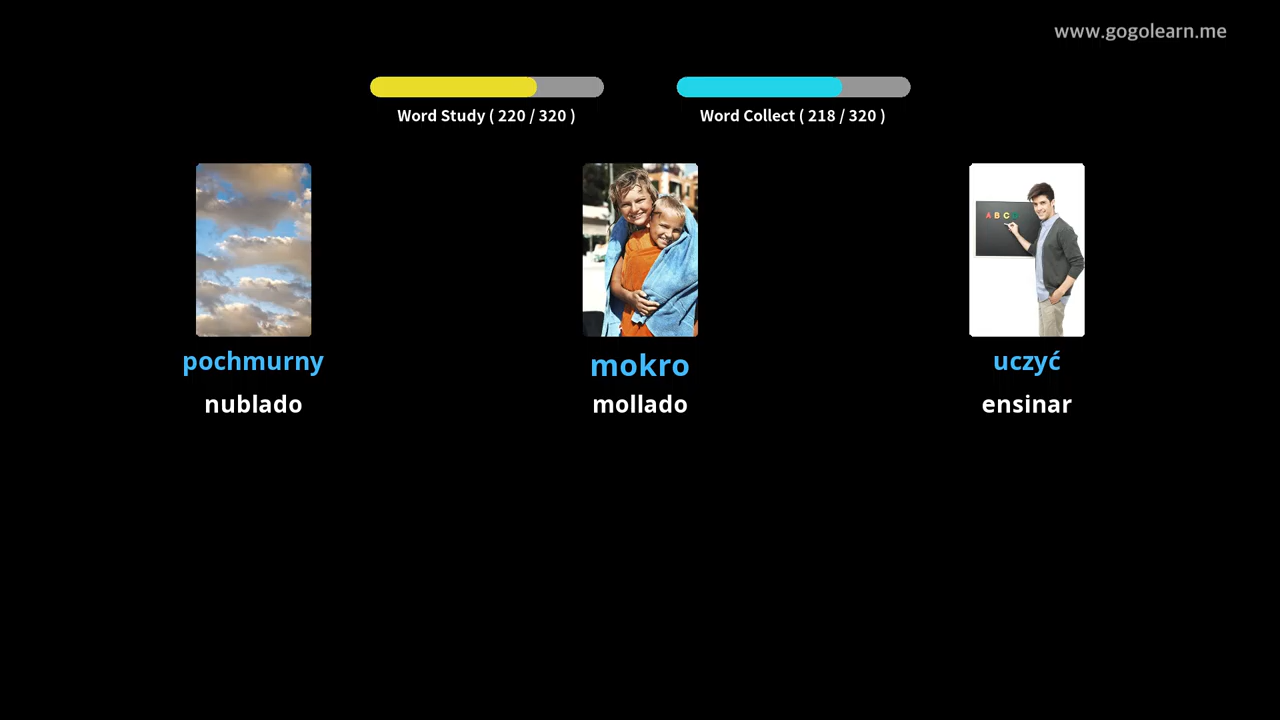 www.gogolearn.me
Word Study ( 220 / 320 )
Word Collect ( 218 / 320 )
A B C D
pochmurny
mokro
uczyć
nublado
mollado
ensinar